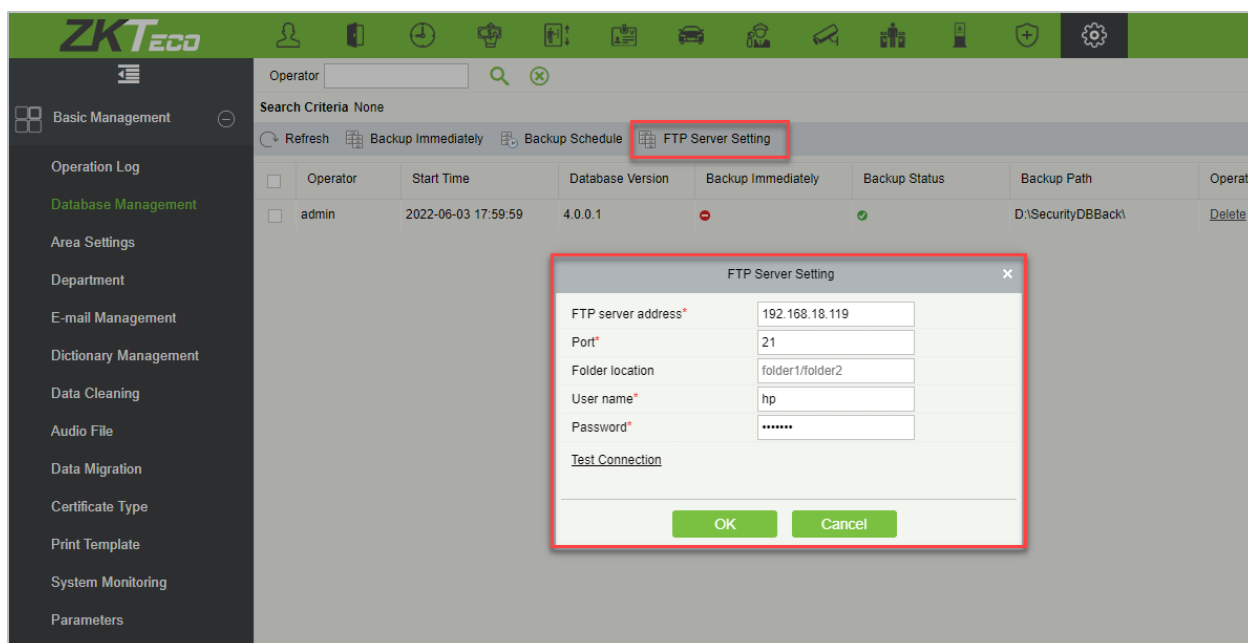 ZKTECO
Operator
Search Criteria None
Refresh Backup Immediately Backup Schedule FTP Server Setting
Operator Start Time Database Version Backup Immediately Backup Status Backup Path Operat
admin 2022-06-03 17:59:59 4.0.0.1 D:\SecurityDBBack\ Delete
Basic Management
Operation Log
Database Management
Area Settings
Department
E-mail Management
Dictionary Management
Data Cleaning
Audio File
Data Migration
Certificate Type
Print Template
System Monitoring
Parameters
FTP Server Setting
FTP server address* 192.168.18.119
Port* 21
Folder location folder1/folder2
User name* hp
Password* •••••••
Test Connection
OK Cancel